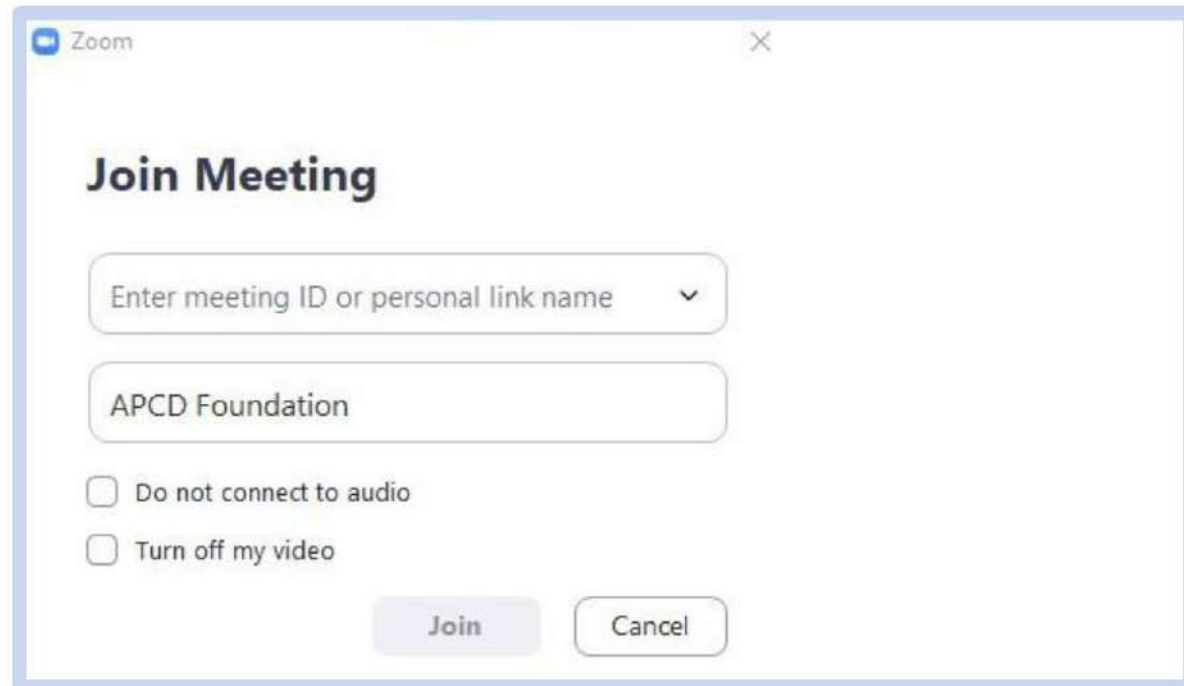 Zoom
Join Meeting
Enter meeting ID or personal link name
APCD Foundation
Do not connect to audio
Turn off my video
Join Cancel